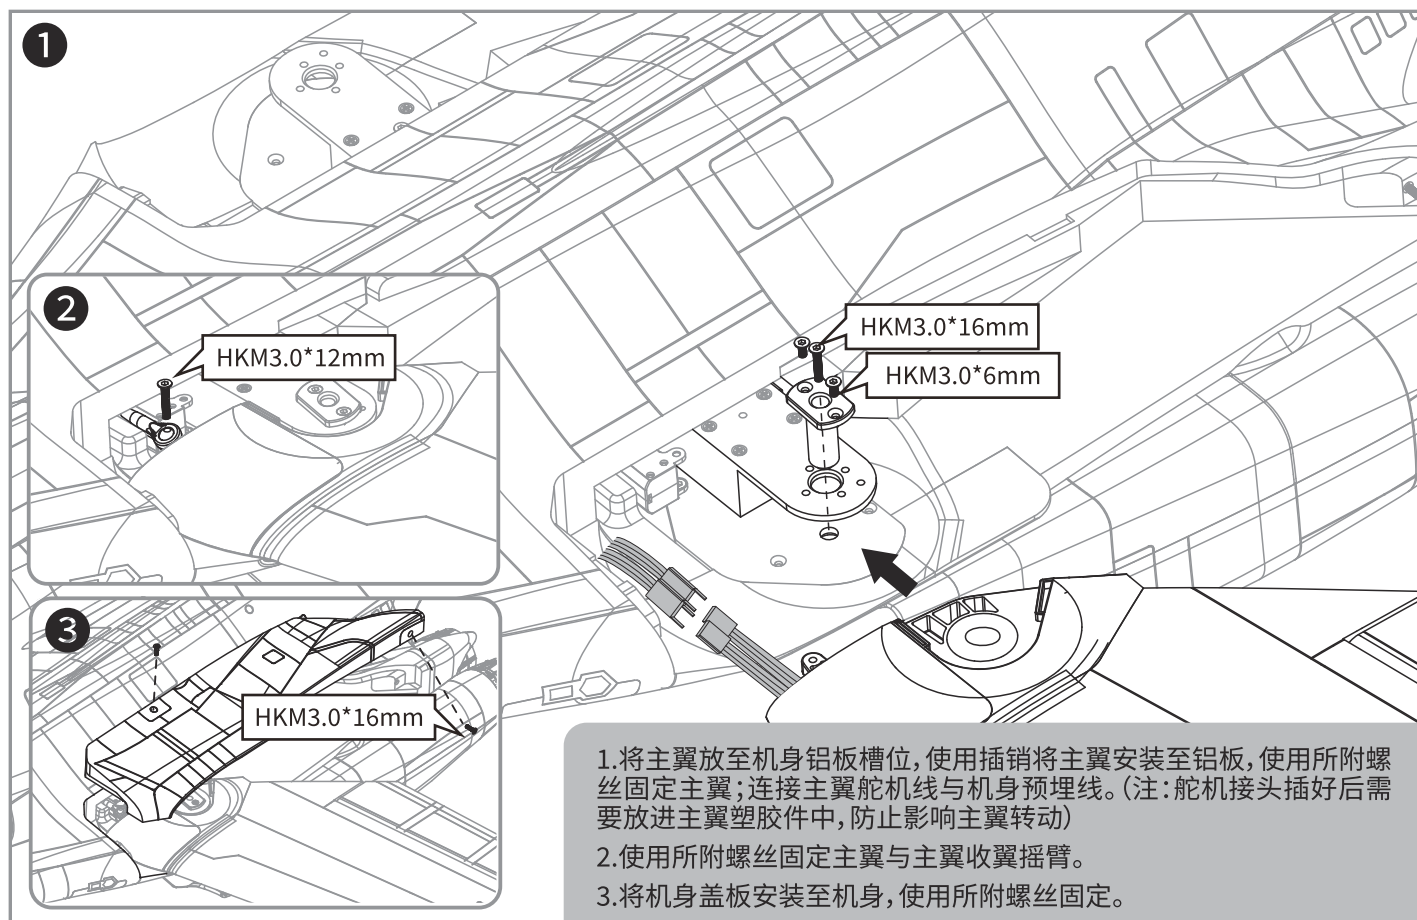 1
HKM3.0*16mm
HKM3.0*6mm
2
HKM3.0*12mm
3
HKM3.0*16mm
1.将主翼放至机身铝板槽位,使用插销将主翼安装至铝板,使用所附螺
丝固定主翼;连接主翼舵机线与机身预埋线。(注:舵机接头插好后需
要放进主翼塑胶件中,防止影响主翼转动)
2.使用所附螺丝固定主翼与主翼收翼摇臂。
3.将机身盖板安装至机身,使用所附螺丝固定。